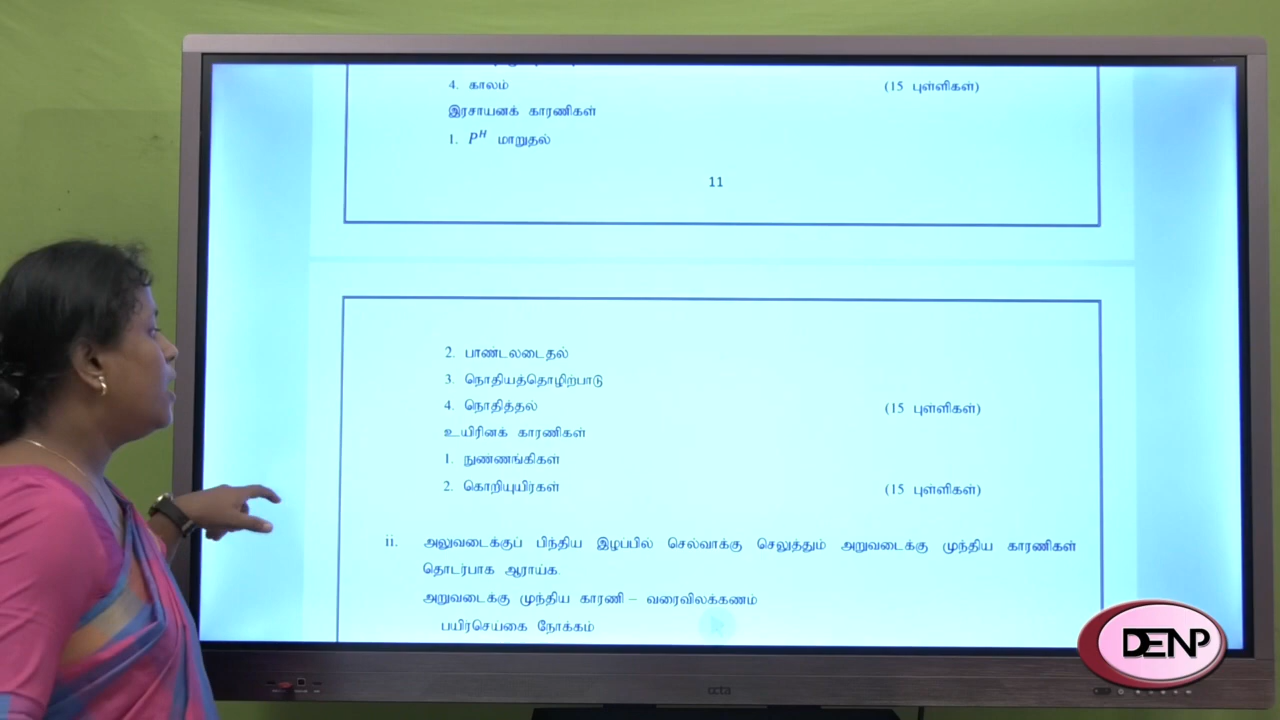 4. காலம் (15 புள்ளிகள்)
இரசாயனக் காரணிகள்
1. P^H மாறுதல்
11
2. பாண்டலடைதல்
3. நொதியத்தொழிற்பாடு
4. நொதித்தல் (15 புள்ளிகள்)
உயிரினக் காரணிகள்
1. நுண்ணங்கிகள்
2. கொறியுயிர்கள் (15 புள்ளிகள்)
ii. அலுவடைக்குப் பிந்திய இழப்பில் செல்வாக்கு செலுத்தும் அறுவடைக்கு முந்திய காரணிகள்
தொடர்பாக ஆராய்க.
அறுவடைக்கு முந்திய காரணி – வரைவிலக்கணம்
பயிர்செய்கை நோக்கம்
DENP